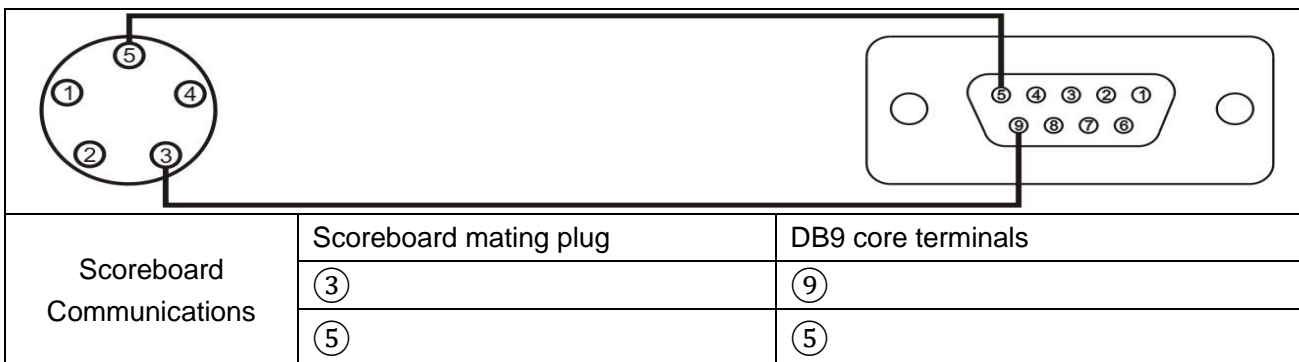 ⑤
⑤ ④ ③ ② ①
① ④
⑨ ⑧ ⑦ ⑥
② ③
Scoreboard Communications
Scoreboard mating plug DB9 core terminals
③ ⑨
⑤ ⑤